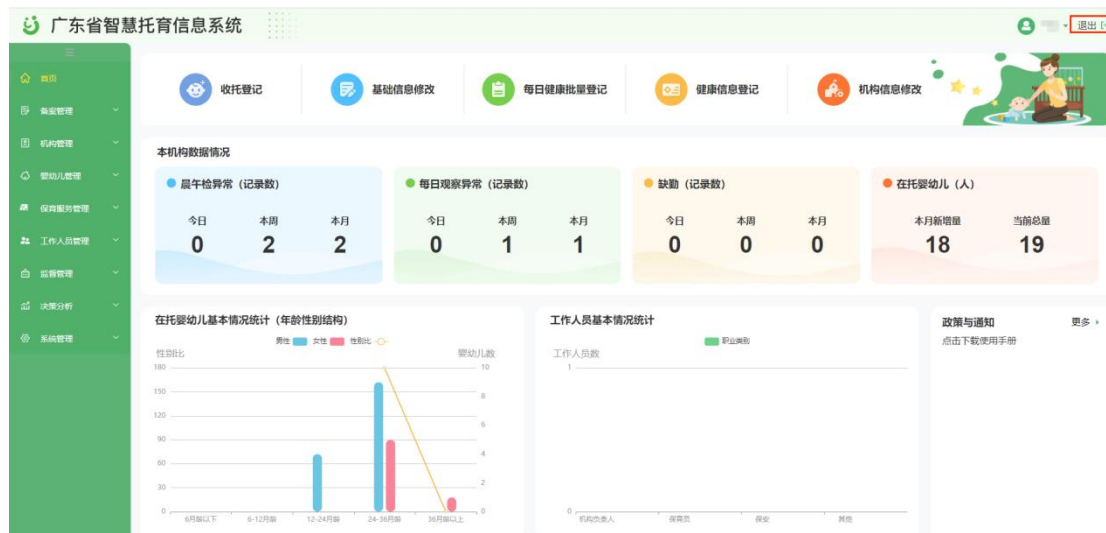 广东省智慧托育信息系统
退出
首页
备案管理
机构管理
婴幼儿管理
保育服务管理
工作人员管理
监督管理
决策分析
系统管理
收托登记
基础信息修改
每日健康批量登记
健康信息登记
机构信息修改
本机构数据情况
晨午检异常（记录数）
今日 本周 本月
0 2 2
每日观察异常（记录数）
今日 本周 本月
0 1 1
缺勤（记录数）
今日 本周 本月
0 0 0
在托婴幼儿（人）
本月新增量 当前总量
18 19
在托婴幼儿基本情况统计（年龄性别结构）
男性 女性 性别比
性别比 婴幼儿数
180 10
150
8
120
6
90
4
60
30
2
0 0
6月龄以下 6-12月龄 12-24月龄 24-36月龄 36月龄以上
工作人员基本情况统计
职业类别
工作人员数
1
0
机构负责人 保育员 保安 其他
政策与通知 更多
点击下载使用手册